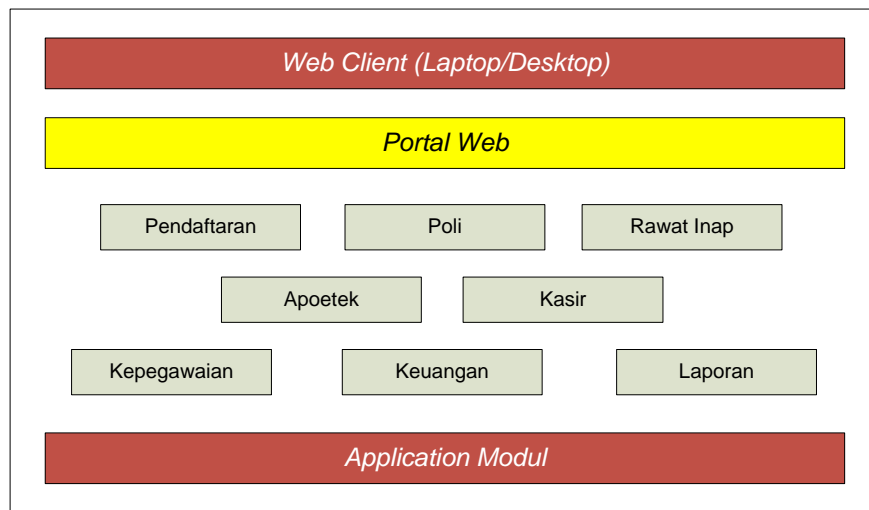 Web Client (Laptop/Desktop)
Portal Web
Pendaftaran
Poli
Rawat Inap
Apoetek
Kasir
Kepegawaian
Keuangan
Laporan
Application Modul